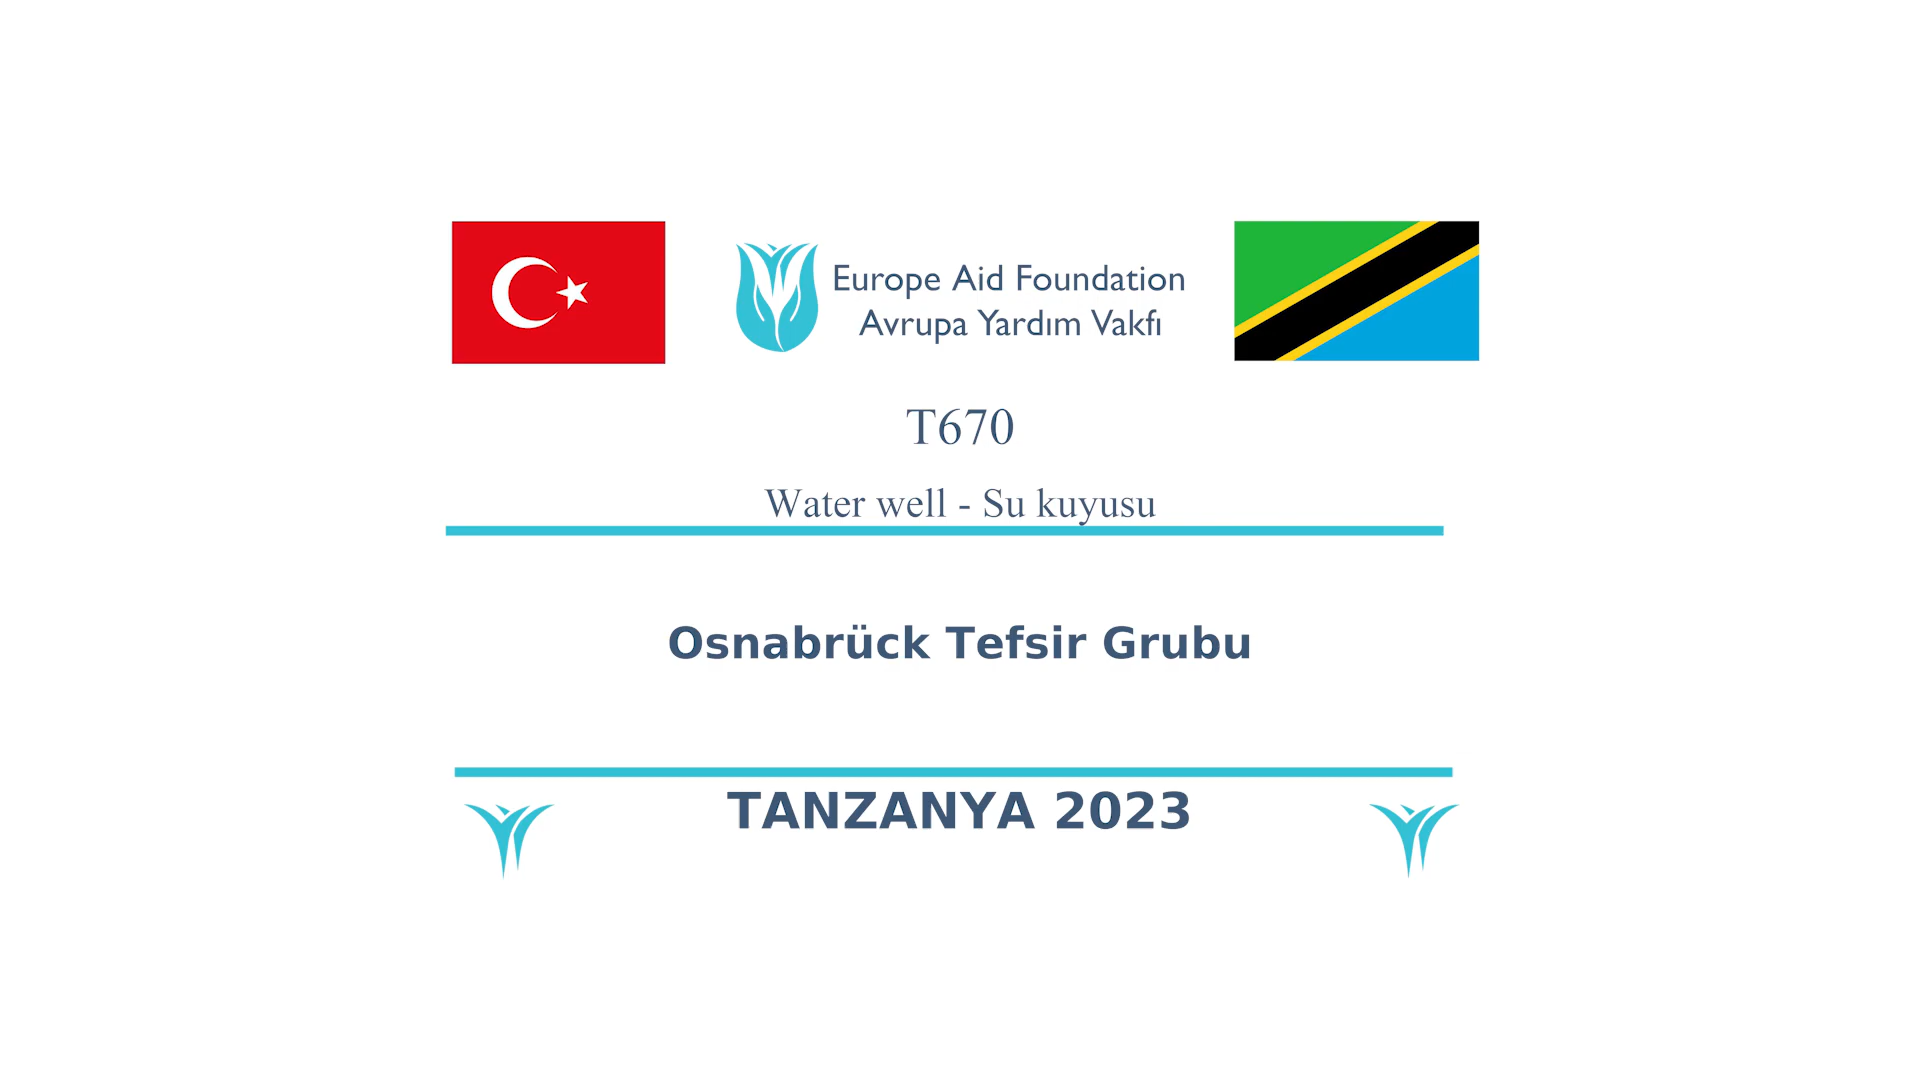 Europe Aid Foundation
Avrupa Yardım Vakfı
T670
Water well - Su kuyusu
Osnabrück Tefsir Grubu
TANZANYA 2023